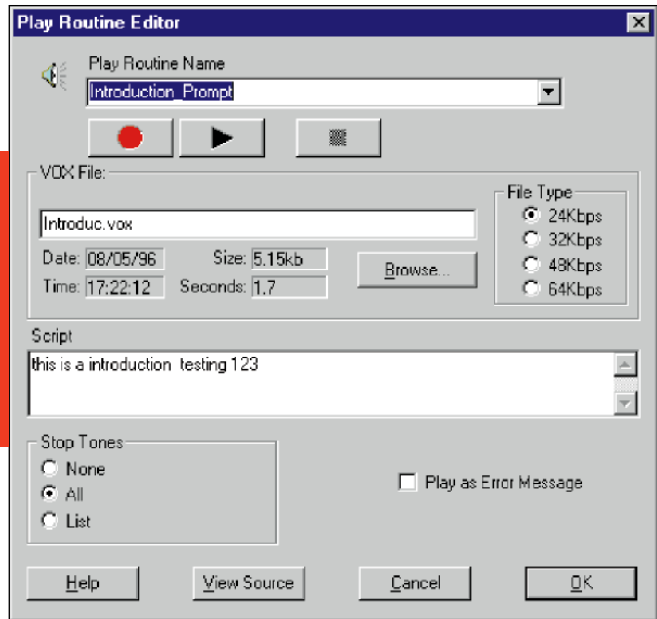 Play Routine Editor
Play Routine Name
Introduction_Prompt
VOX File:
Introduc.vox
Date: 08/05/96 Size: 5.15kb
Time: 17:22:12 Seconds: 1.7
Browse...
File Type
24Kbps
32Kbps
48Kbps
64Kbps
Script
this is a introduction testing 123
Stop Tones
None
All
List
Play as Error Message
Help View Source Cancel OK